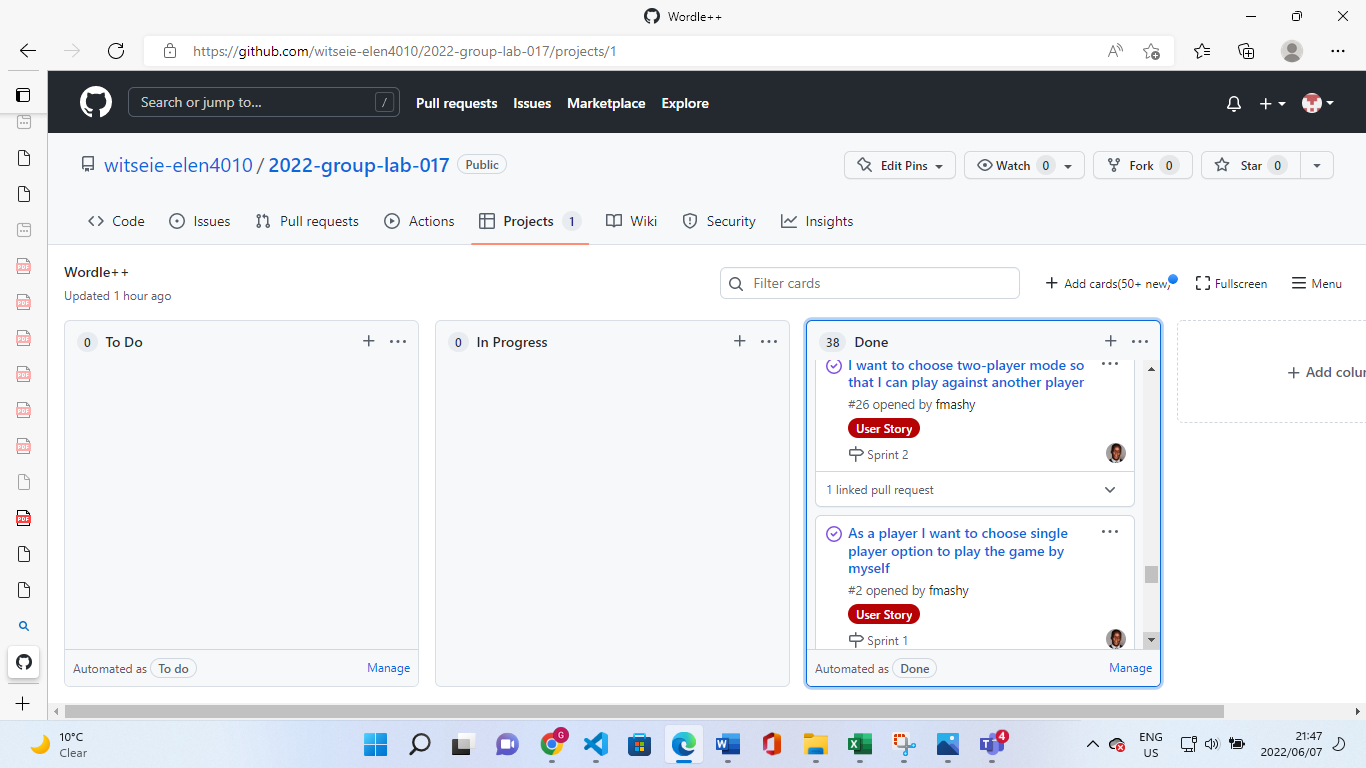 Wordle++
https://github.com/witseie-elen4010/2022-group-lab-017/projects/1
Search or jump to... /
Pull requests Issues Marketplace Explore
witseie-elen4010 / 2022-group-lab-017 Public
Edit Pins Watch 0 Fork 0 Star 0
Code Issues Pull requests Actions Projects 1 Wiki Security Insights
Wordle++
Updated 1 hour ago
Filter cards
Add cards(50+ new)
Fullscreen
Menu
0 To Do
Automated as To do Manage
0 In Progress
38 Done
I want to choose two-player mode so
that I can play against another player
#26 opened by fmashy
User Story
Sprint 2
1 linked pull request
As a player I want to choose single
player option to play the game by
myself
#2 opened by fmashy
User Story
Sprint 1
Automated as Done Manage
Add colum
10°C
Clear
G
4
ENG
US
21:47
2022/06/07